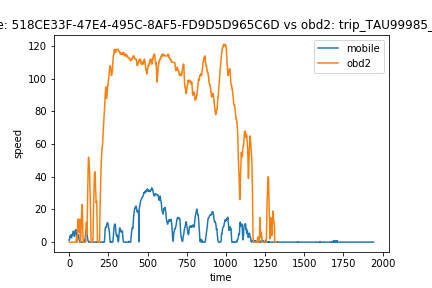 e: 518CE33F-47E4-495C-8AF5-FD9D5D965C6D vs obd2: trip_TAU99985_
mobile
obd2
speed
120
100
80
60
40
20
0
0 250 500 750 1000 1250 1500 1750 2000
time